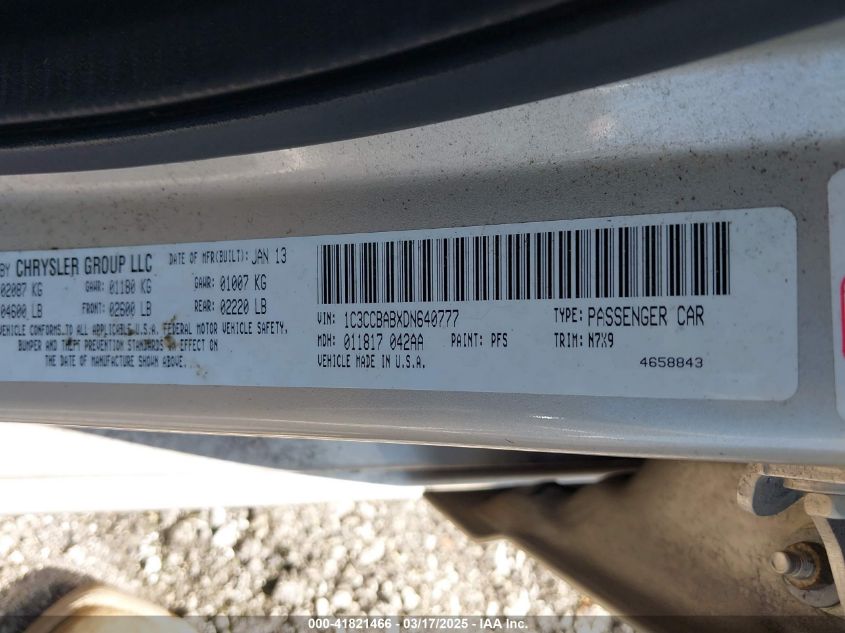 BY CHRYSLER GROUP LLC DATE OF MFR(BUILT): JAN 13
02087 KG GAWR: 01180 KG GAWR: 01007 KG
04600 LB FRONT: 02600 LB REAR: 02220 LB
VEHICLE CONFORMS TO ALL APPLICABLE U.S.A. FEDERAL MOTOR VEHICLE SAFETY,
BUMPER AND THEFT PREVENTION STANDARDS IN EFFECT ON
THE DATE OF MANUFACTURE SHOWN ABOVE.
VIN: 1C3CCBABXDN640777 TYPE: PASSENGER CAR
MDH: 011817 042AA PAINT: PFS TRIM: N7X9
VEHICLE MADE IN U.S.A. 4658843
000-41821466 - 03/17/2025 - IAA Inc.